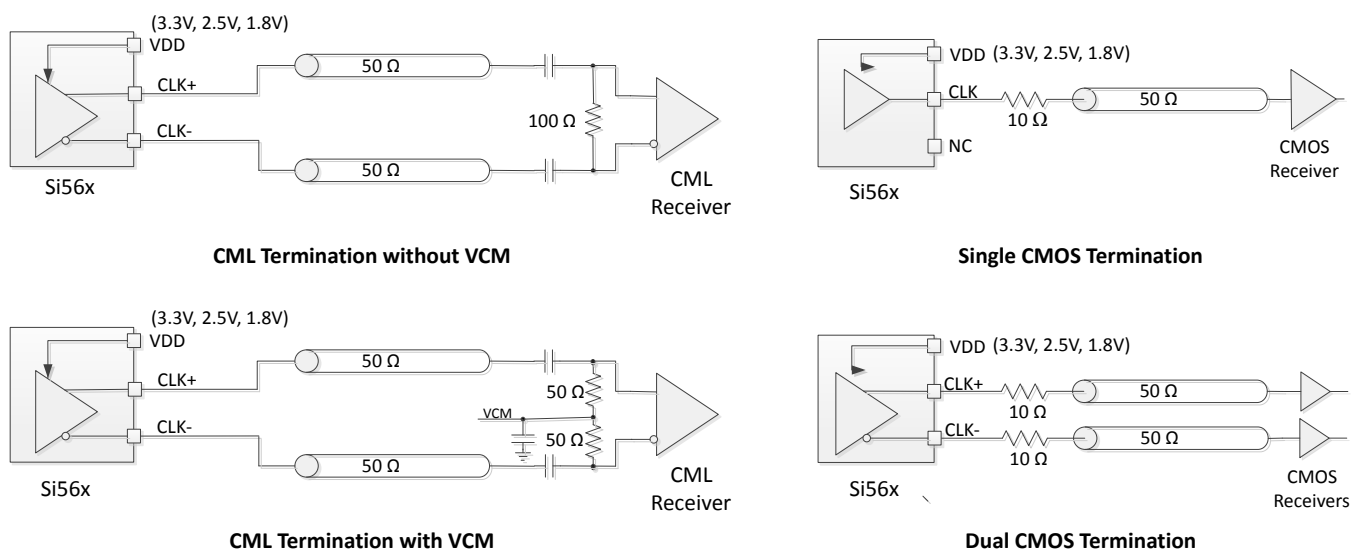 (3.3V, 2.5V, 1.8V)
VDD
CLK+
50 Ω
100 Ω
CLK-
50 Ω
Si56x
CML
Receiver
CML Termination without VCM
VDD (3.3V, 2.5V, 1.8V)
CLK
50 Ω
10 Ω
NC
CMOS
Receiver
Si56x
Single CMOS Termination
(3.3V, 2.5V, 1.8V)
VDD
CLK+
50 Ω
50 Ω
VCM
50 Ω
CLK-
50 Ω
Si56x
CML
Receiver
CML Termination with VCM
VDD (3.3V, 2.5V, 1.8V)
CLK+
50 Ω
10 Ω
CLK-
50 Ω
10 Ω
Si56x
CMOS
Receivers
Dual CMOS Termination